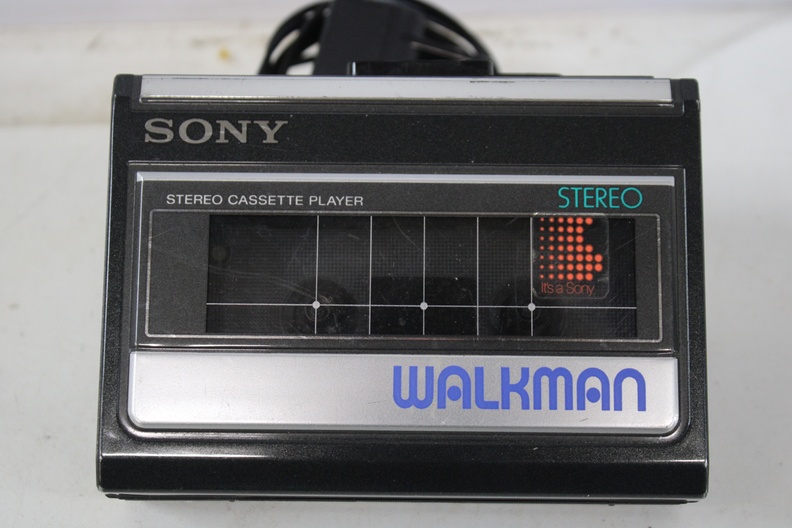 SONY
STEREO CASSETTE PLAYER
STEREO
It's a Sony
WALKMAN